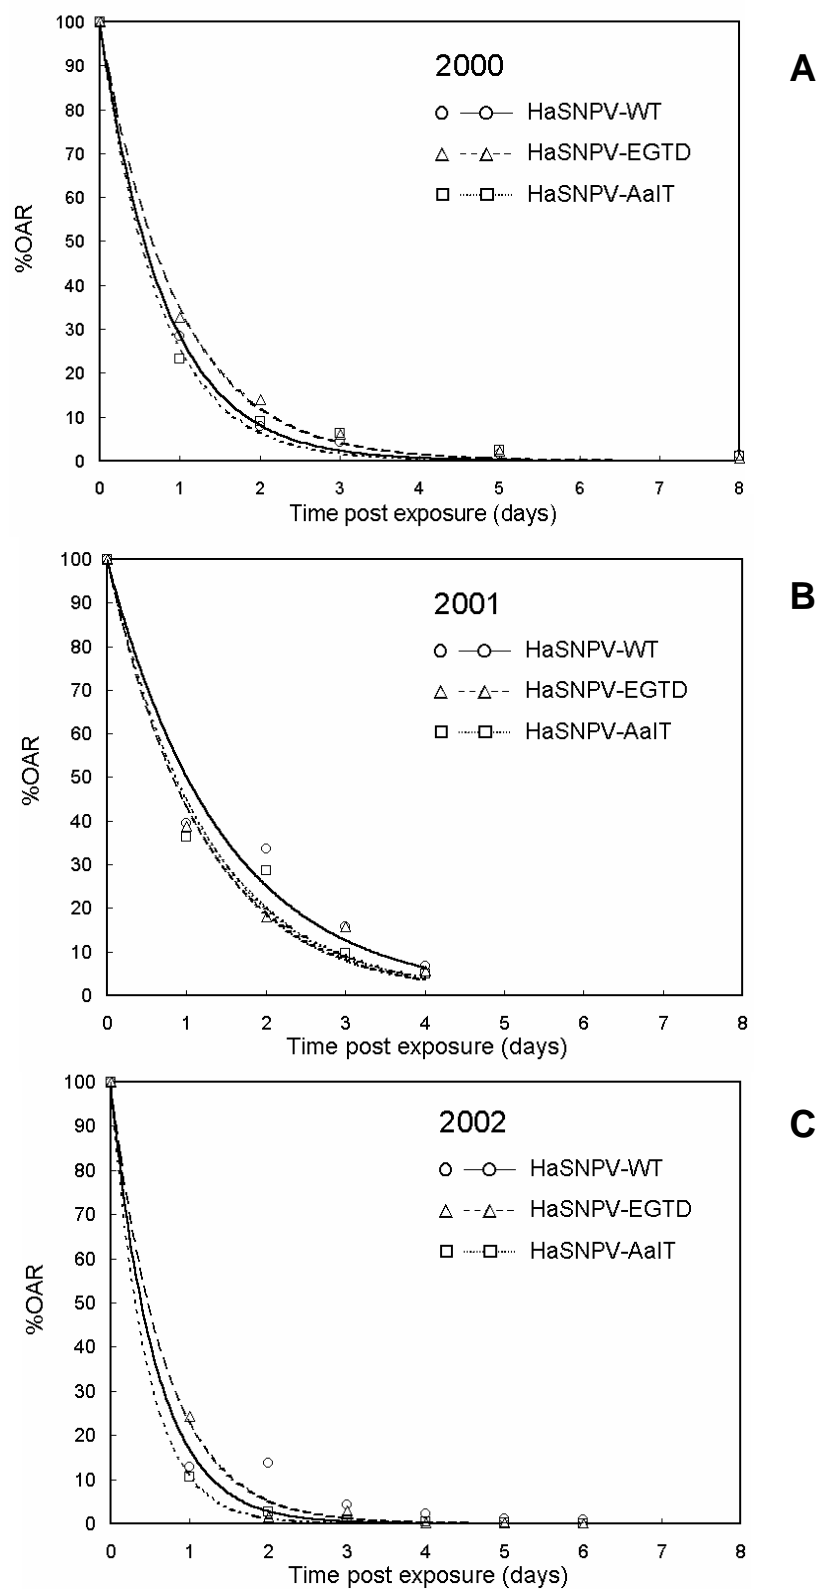 A
2000
HaSNPV-WT
HaSNPV-EGTD
HaSNPV-AaIT
%OAR
100
90
80
70
60
50
40
30
20
10
0
0 1 2 3 4 5 6 7 8
Time post exposure (days)
B
2001
HaSNPV-WT
HaSNPV-EGTD
HaSNPV-AaIT
%OAR
100
90
80
70
60
50
40
30
20
10
0
0 1 2 3 4 5 6 7 8
Time post exposure (days)
C
2002
HaSNPV-WT
HaSNPV-EGTD
HaSNPV-AaIT
%OAR
100
90
80
70
60
50
40
30
20
10
0
0 1 2 3 4 5 6 7 8
Time post exposure (days)